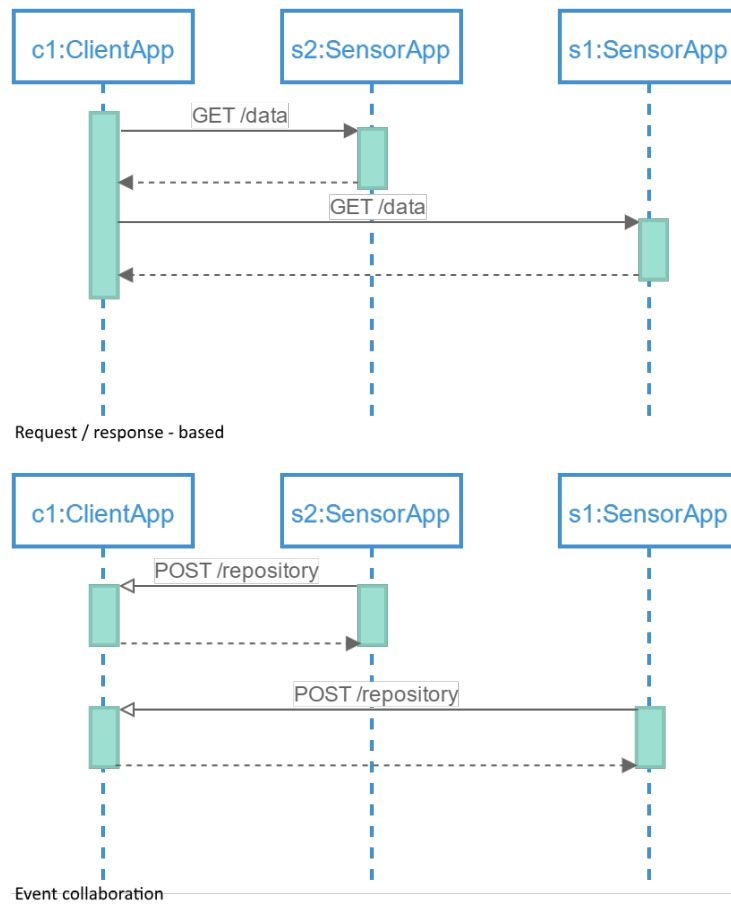 c1:ClientApp
s2:SensorApp
s1:SensorApp
GET /data
GET /data
Request / response - based
c1:ClientApp
s2:SensorApp
s1:SensorApp
POST /repository
POST /repository
Event collaboration